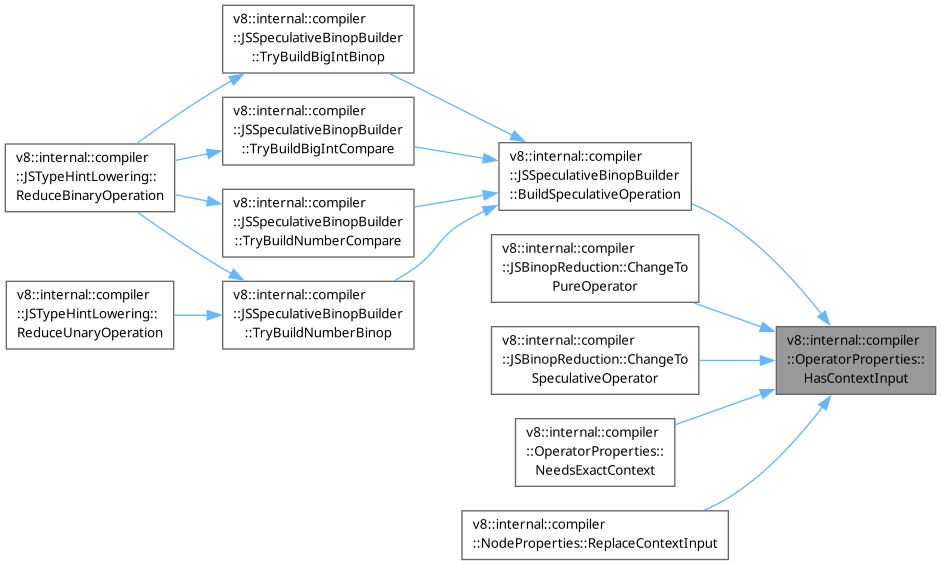 v8::internal::compiler
::JSSpeculativeBinopBuilder
::TryBuildBigIntBinop
v8::internal::compiler
::JSSpeculativeBinopBuilder
::TryBuildBigIntCompare
v8::internal::compiler
::JSTypeHintLowering::
ReduceBinaryOperation
v8::internal::compiler
::JSSpeculativeBinopBuilder
::BuildSpeculativeOperation
v8::internal::compiler
::JSSpeculativeBinopBuilder
::TryBuildNumberCompare
v8::internal::compiler
::JSBinopReduction::ChangeTo
PureOperator
v8::internal::compiler
::JSTypeHintLowering::
ReduceUnaryOperation
v8::internal::compiler
::JSSpeculativeBinopBuilder
::TryBuildNumberBinop
v8::internal::compiler
::JSBinopReduction::ChangeTo
SpeculativeOperator
v8::internal::compiler
::OperatorProperties::
HasContextInput
v8::internal::compiler
::OperatorProperties::
NeedsExactContext
v8::internal::compiler
::NodeProperties::ReplaceContextInput